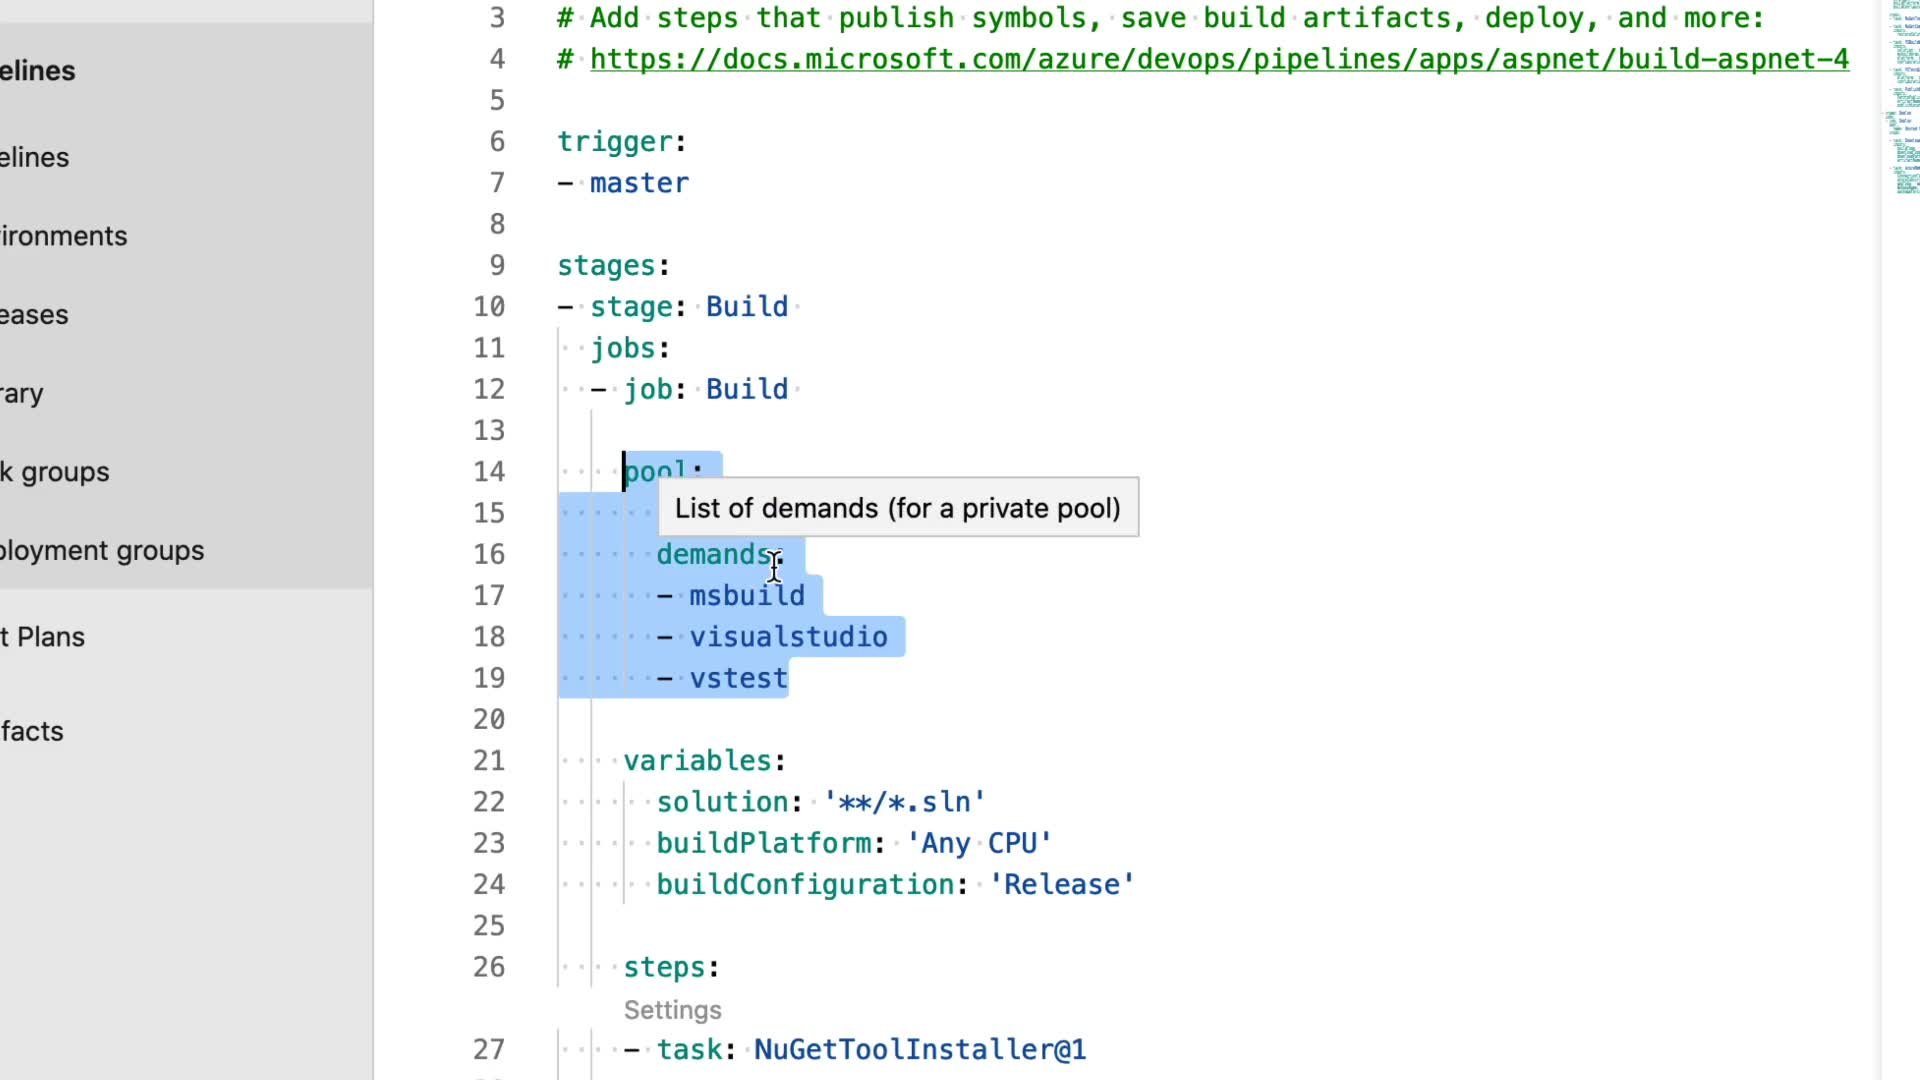 elines
elines
ironments
eases
rary
k groups
ployment groups
t Plans
facts
3 # Add steps that publish symbols, save build artifacts, deploy, and more:
4 # https://docs.microsoft.com/azure/devops/pipelines/apps/aspnet/build-aspnet-4
5
6 trigger:
7 - master
8
9 stages:
10 - stage: Build
11 jobs:
12 - job: Build
13
14 pool:
15
List of demands (for a private pool)
16 demands:
17 - msbuild
18 - visualstudio
19 - vstest
20
21 variables:
22 solution: '**/*.sln'
23 buildPlatform: 'Any CPU'
24 buildConfiguration: 'Release'
25
26 steps:
Settings
27 - task: NuGetToolInstaller@1